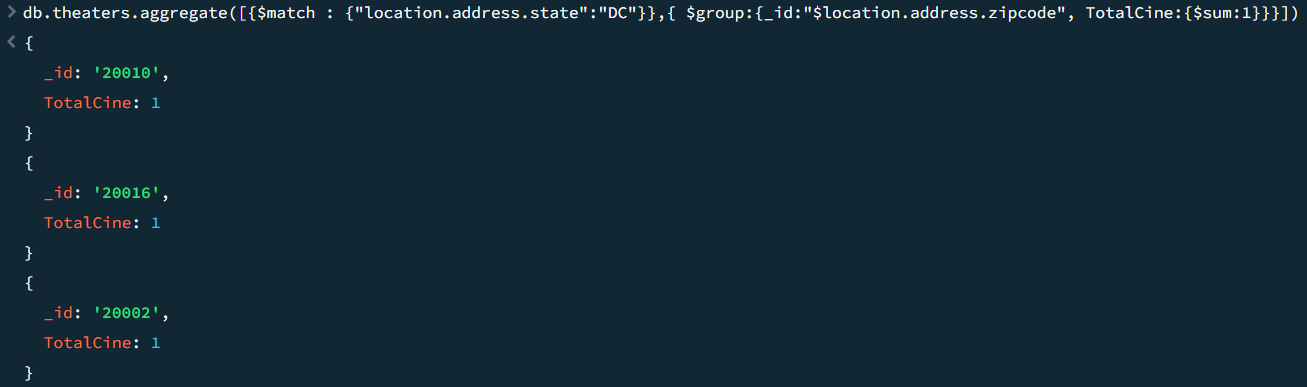 > db.theaters.aggregate([{$match : {"location.address.state":"DC"}},{ $group:{_id:"$location.address.zipcode", TotalCine:{$sum:1}}}])
< {
_id: '20010',
TotalCine: 1
}
{
_id: '20016',
TotalCine: 1
}
{
_id: '20002',
TotalCine: 1
}